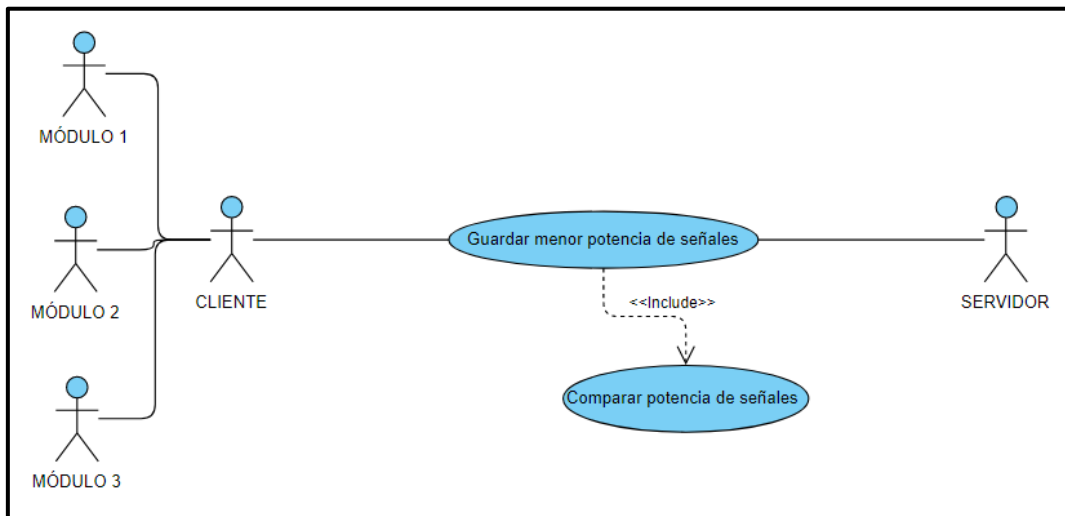 MÓDULO 1
MÓDULO 2
MÓDULO 3
CLIENTE
Guardar menor potencia de señales
<<Include>>
Comparar potencia de señales
SERVIDOR